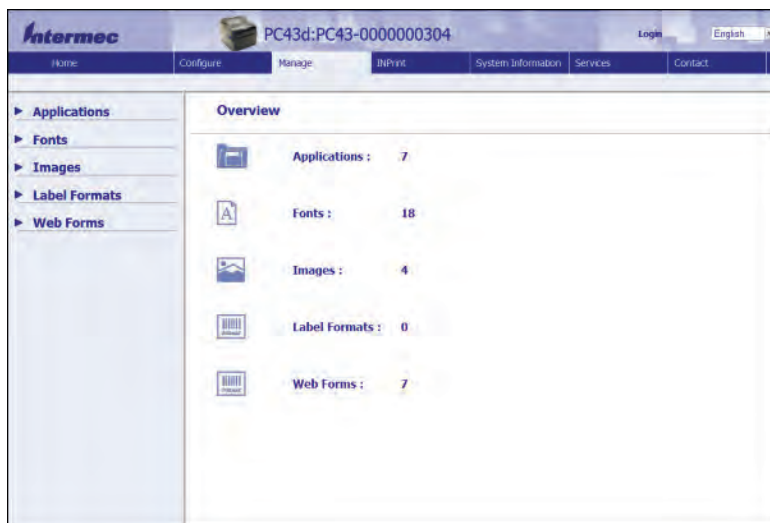 Intermec
PC43d:PC43-0000000304
Login
English
Home Configure Manage INPrint System Information Services Contact
Applications
Fonts
Images
Label Formats
Web Forms
Overview
Applications : 7
Fonts : 18
Images : 4
Label Formats : 0
Web Forms : 7